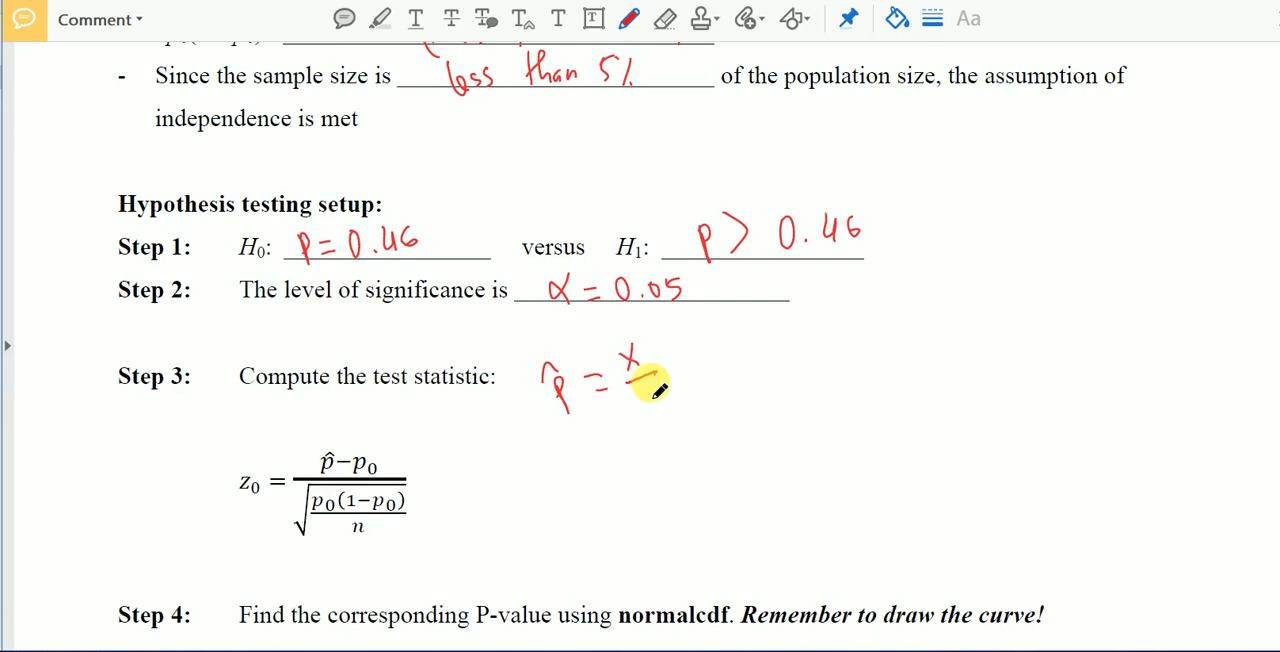 Comment
- Since the sample size is less than 5% of the population size, the assumption of
independence is met
Hypothesis testing setup:
Step 1: H0: p = 0.46 versus H1: p > 0.46
Step 2: The level of significance is α = 0.05
Step 3: Compute the test statistic: p̂ = x
z0 = p̂−p0 / √(p0(1−p0)/n)
Step 4: Find the corresponding P-value using normalcdf. Remember to draw the curve!